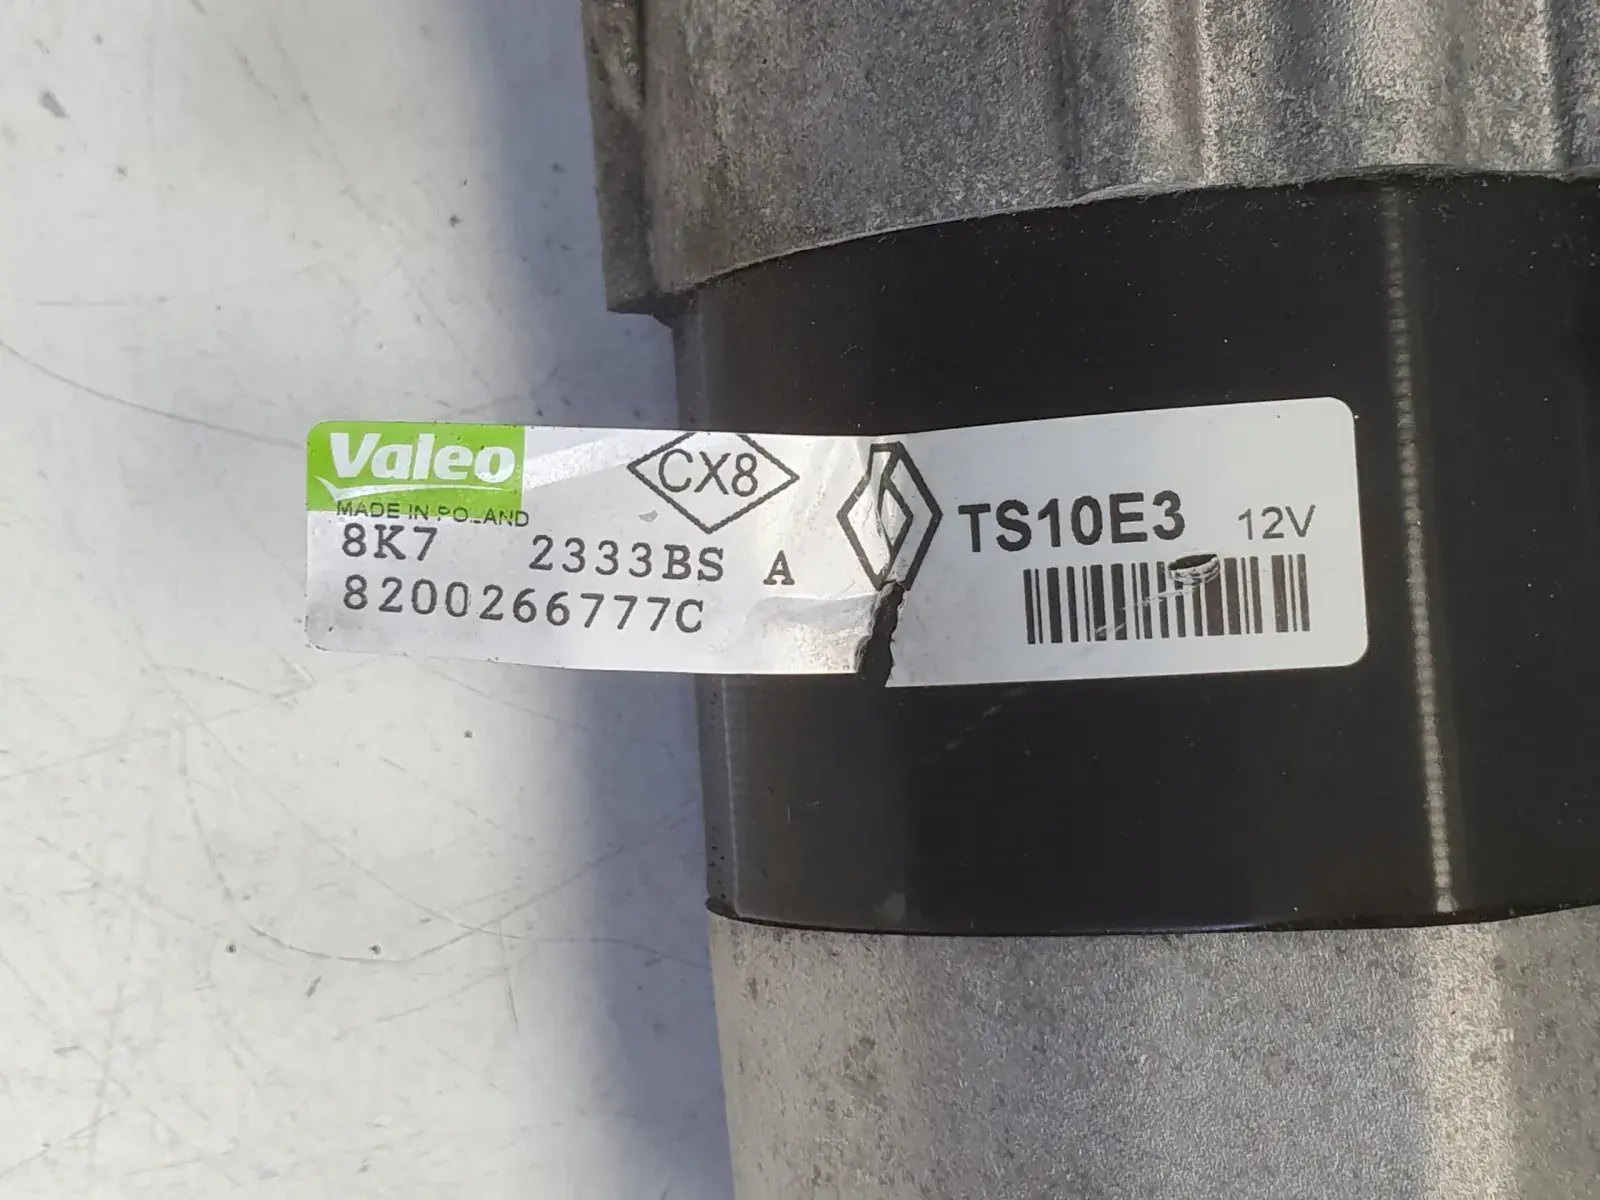 Valeo
MADE IN POLAND
CX8
8K7 2333BS A
8200266777C
TS10E3 12V